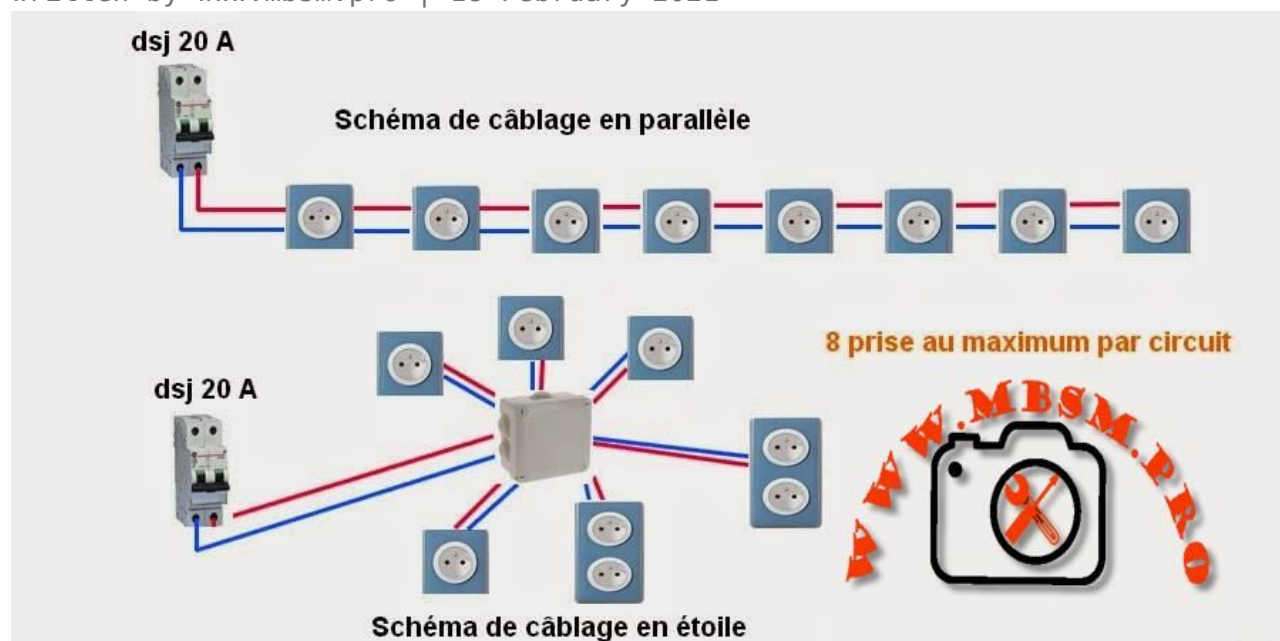 dsj 20 A
Schéma de câblage en parallèle
8 prise au maximum par circuit
dsj 20 A
WWW.MBSM.PRO
Schéma de câblage en étoile